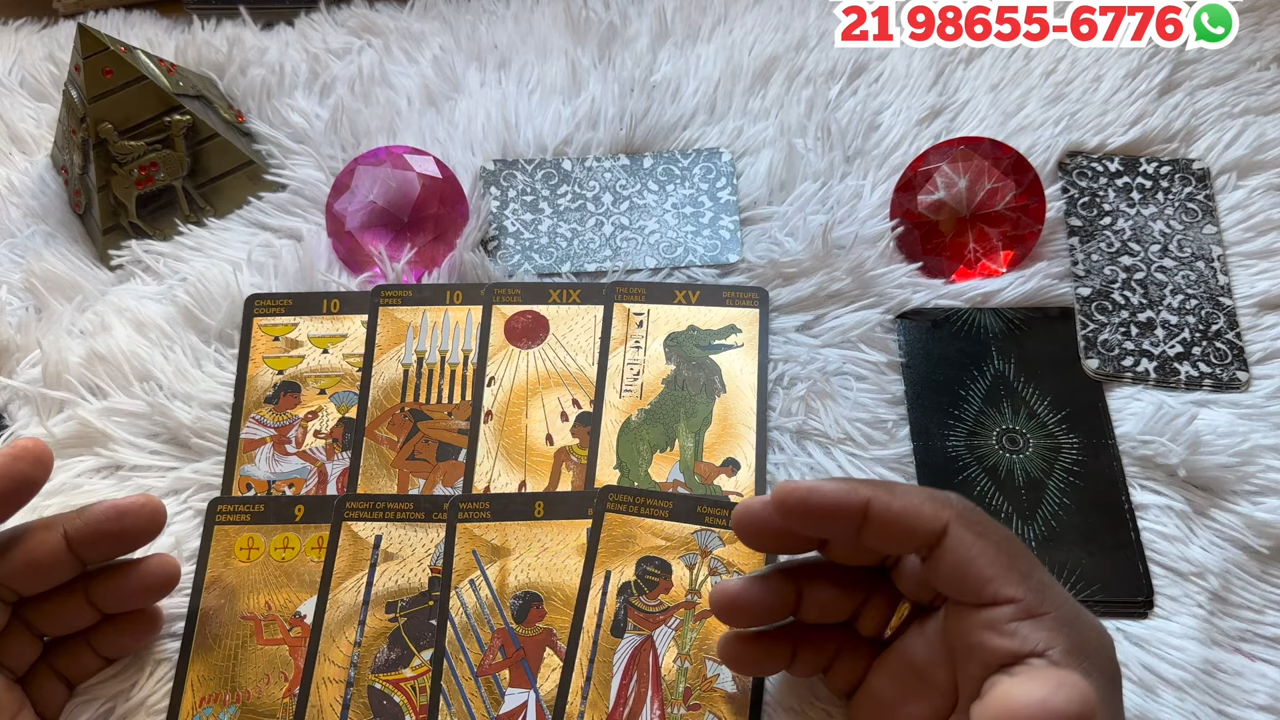 21 98655-6776
CHALICES
COUPES
10
SWORDS
EPEES
10
THE SUN
LE SOLEIL
XIX
THE DEVIL
LE DIABLE
XV
DER TEUFEL
EL DIABLO
PENTACLES
DENIERS
9
KNIGHT OF WANDS
CHEVALIER DE BATONS
WANDS
BATONS
8
QUEEN OF WANDS
REINE DE BATONS
KÖNIGIN
REINA